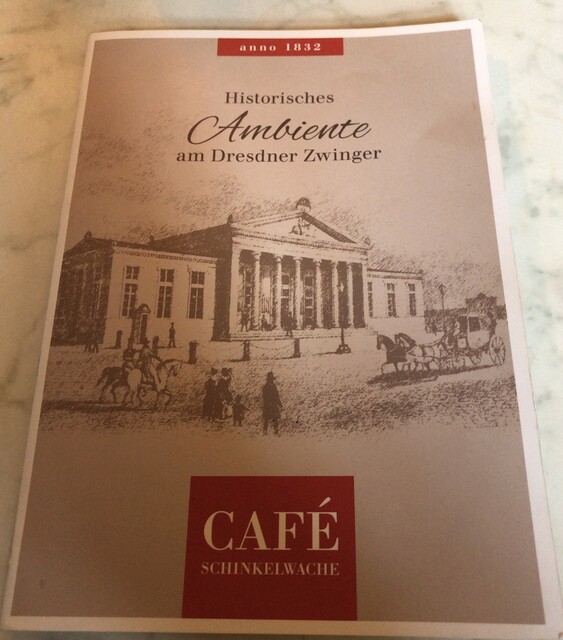 anno 1832
Historisches
Ambiente
am Dresdner Zwinger
CAFÉ
SCHINKELWACHE